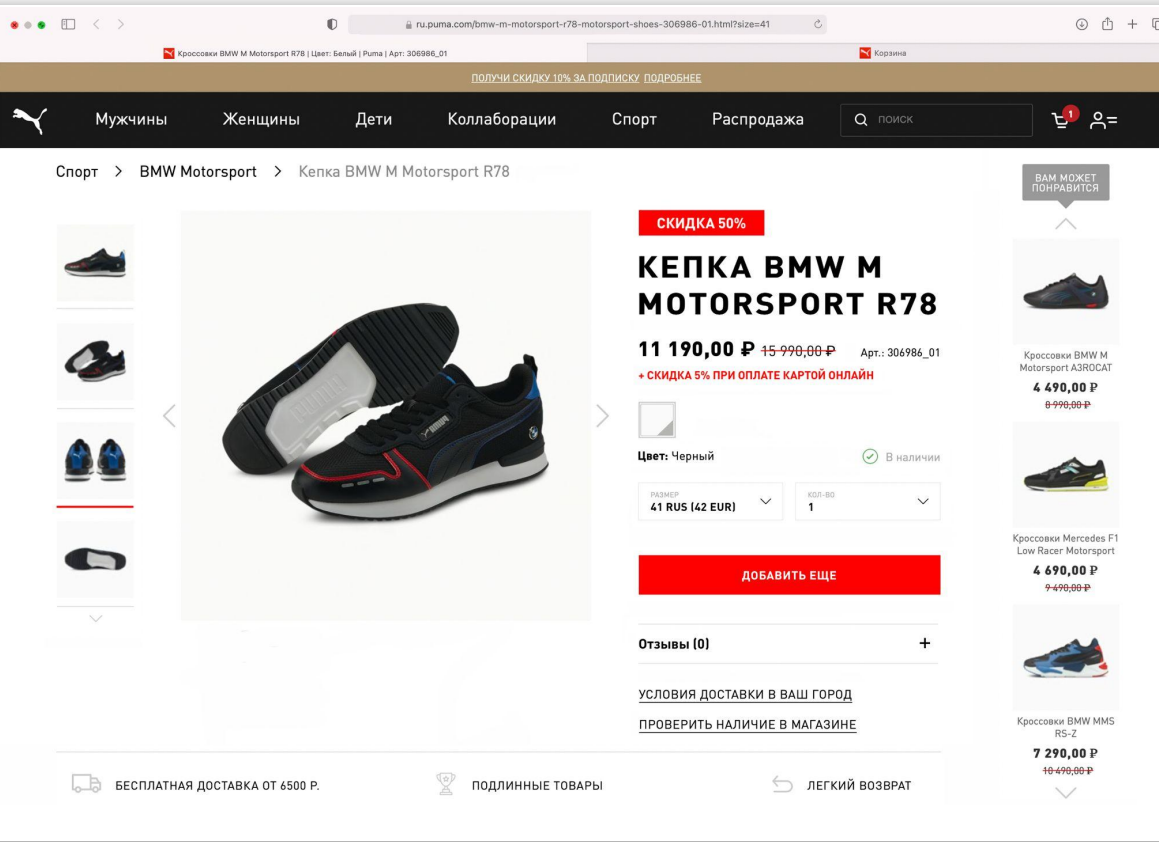 ru.puma.com/bmw-m-motorsport-r78-motorsport-shoes-306986-01.html?size=41
Кроссовки BMW M Motorsport R78 | Цвет: Белый | Puma | Арт: 306986_01
Корзина
ПОЛУЧИ СКИДКУ 10% ЗА ПОДПИСКУ ПОДРОБНЕЕ
Мужчины Женщины Дети Коллаборации Спорт Распродажа ПОИСК 1
Спорт > BMW Motorsport > Кепка BMW M Motorsport R78
СКИДКА 50%
КЕПКА BMW M
MOTORSPORT R78
11 190,00 ₽ 15 990,00 ₽ Арт.: 306986_01
+ СКИДКА 5% ПРИ ОПЛАТЕ КАРТОЙ ОНЛАЙН
Цвет: Черный
В наличии
РАЗМЕР
41 RUS (42 EUR)
КОЛ-ВО
1
ДОБАВИТЬ ЕЩЕ
Отзывы (0) +
УСЛОВИЯ ДОСТАВКИ В ВАШ ГОРОД
ПРОВЕРИТЬ НАЛИЧИЕ В МАГАЗИНЕ
ВАМ МОЖЕТ
ПОНРАВИТСЯ
Кроссовки BMW M
Motorsport A3ROCAT
4 490,00 ₽
8 990,00 ₽
Кроссовки Mercedes F1
Low Racer Motorsport
4 690,00 ₽
9 490,00 ₽
Кроссовки BMW MMS
RS-Z
7 290,00 ₽
10 490,00 ₽
БЕСПЛАТНАЯ ДОСТАВКА ОТ 6500 Р.
ПОДЛИННЫЕ ТОВАРЫ
ЛЕГКИЙ ВОЗВРАТ